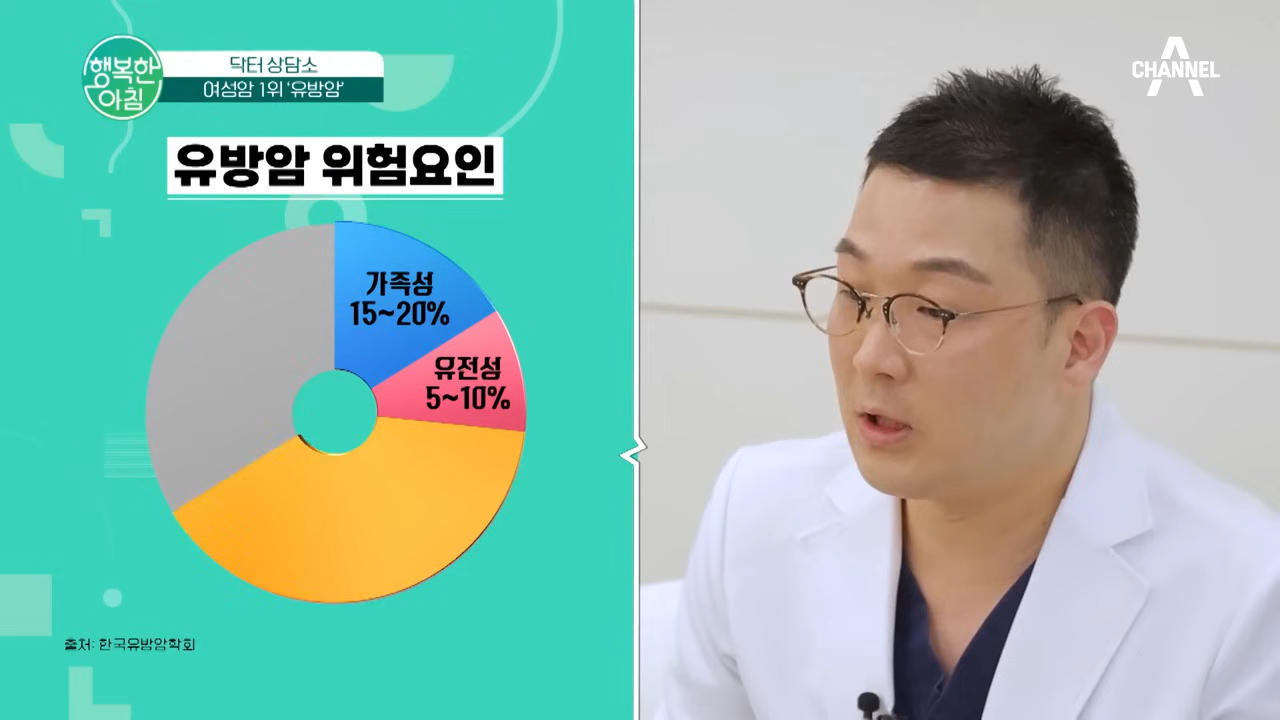 행복한
아침
닥터 상담소
여성암 1위 ‘유방암’
CHANNEL
유방암 위험요인
가족성
15~20%
유전성
5~10%
출처: 한국유방암학회